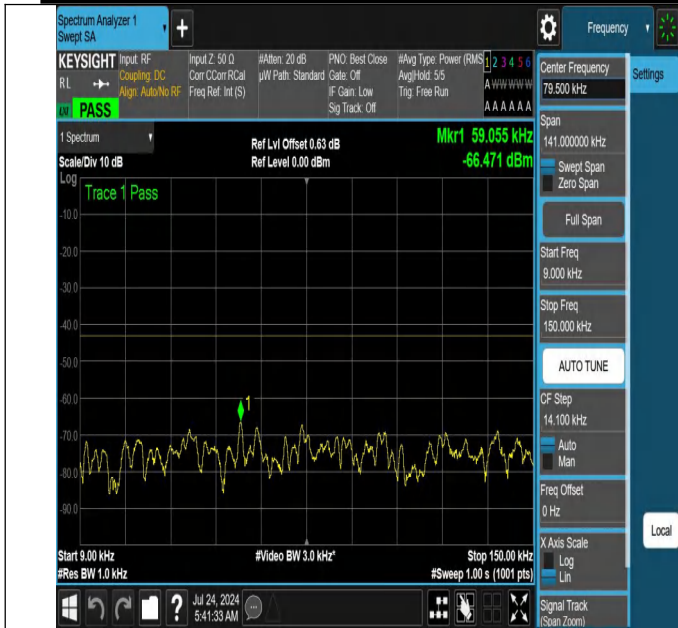 Spectrum Analyzer 1
Swept SA
+
Frequency
KEYSIGHT
RL
LXI
PASS
Input: RF
Coupling: DC
Align: Auto/No RF
Input Z: 50 Ω
Corr CCorr RCal
Freq Ref: Int (S)
#Atten: 20 dB
µW Path: Standard
PNO: Best Close
Gate: Off
IF Gain: Low
Sig Track: Off
#Avg Type: Power (RMS
Avg|Hold: 5/5
Trig: Free Run
1 2 3 4 5 6
A W W W W W
A A A A A A
Center Frequency
79.500 kHz
Settings
1 Spectrum
Scale/Div 10 dB
Ref Lvl Offset 0.63 dB
Ref Level 0.00 dBm
Mkr1 59.055 kHz
-66.471 dBm
Span
141.000000 kHz
Swept Span
Zero Span
Full Span
Start Freq
9.000 kHz
Stop Freq
150.000 kHz
AUTO TUNE
CF Step
14.100 kHz
Auto
Man
Freq Offset
0 Hz
X Axis Scale
Log
Lin
Signal Track
(Span Zoom)
Local
Log
Trace 1 Pass
-10.0
-20.0
-30.0
-40.0
-50.0
-60.0
-70.0
-80.0
-90.0
1
Start 9.00 kHz
#Res BW 1.0 kHz
#Video BW 3.0 kHz*
Stop 150.00 kHz
#Sweep 1.00 s (1001 pts)
?
Jul 24, 2024
5:41:33 AM